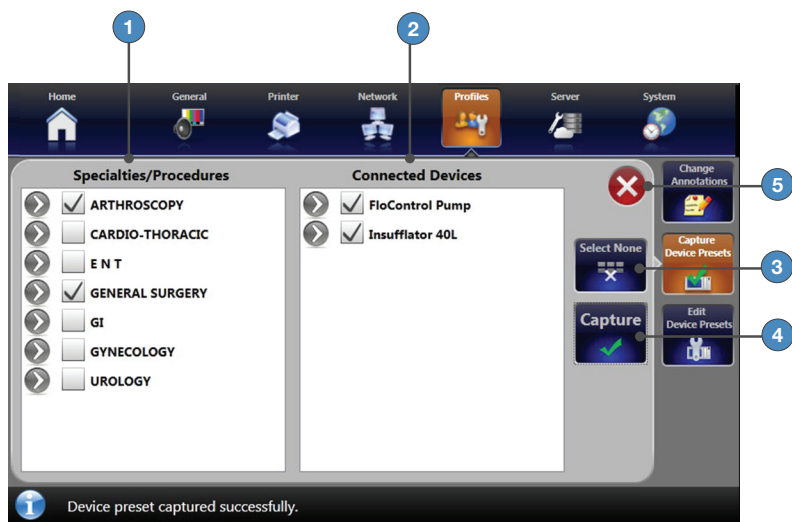 1
2
Home
General
Printer
Network
Profiles
Server
System
Specialties/Procedures
Connected Devices
Change
Annotations
5
ARTHROSCOPY
FloControl Pump
CARDIO-THORACIC
Insufflator 40L
Select None
Capture
Device Presets
3
E N T
GENERAL SURGERY
GI
Capture
Edit
Device Presets
4
GYNECOLOGY
UROLOGY
Device preset captured successfully.